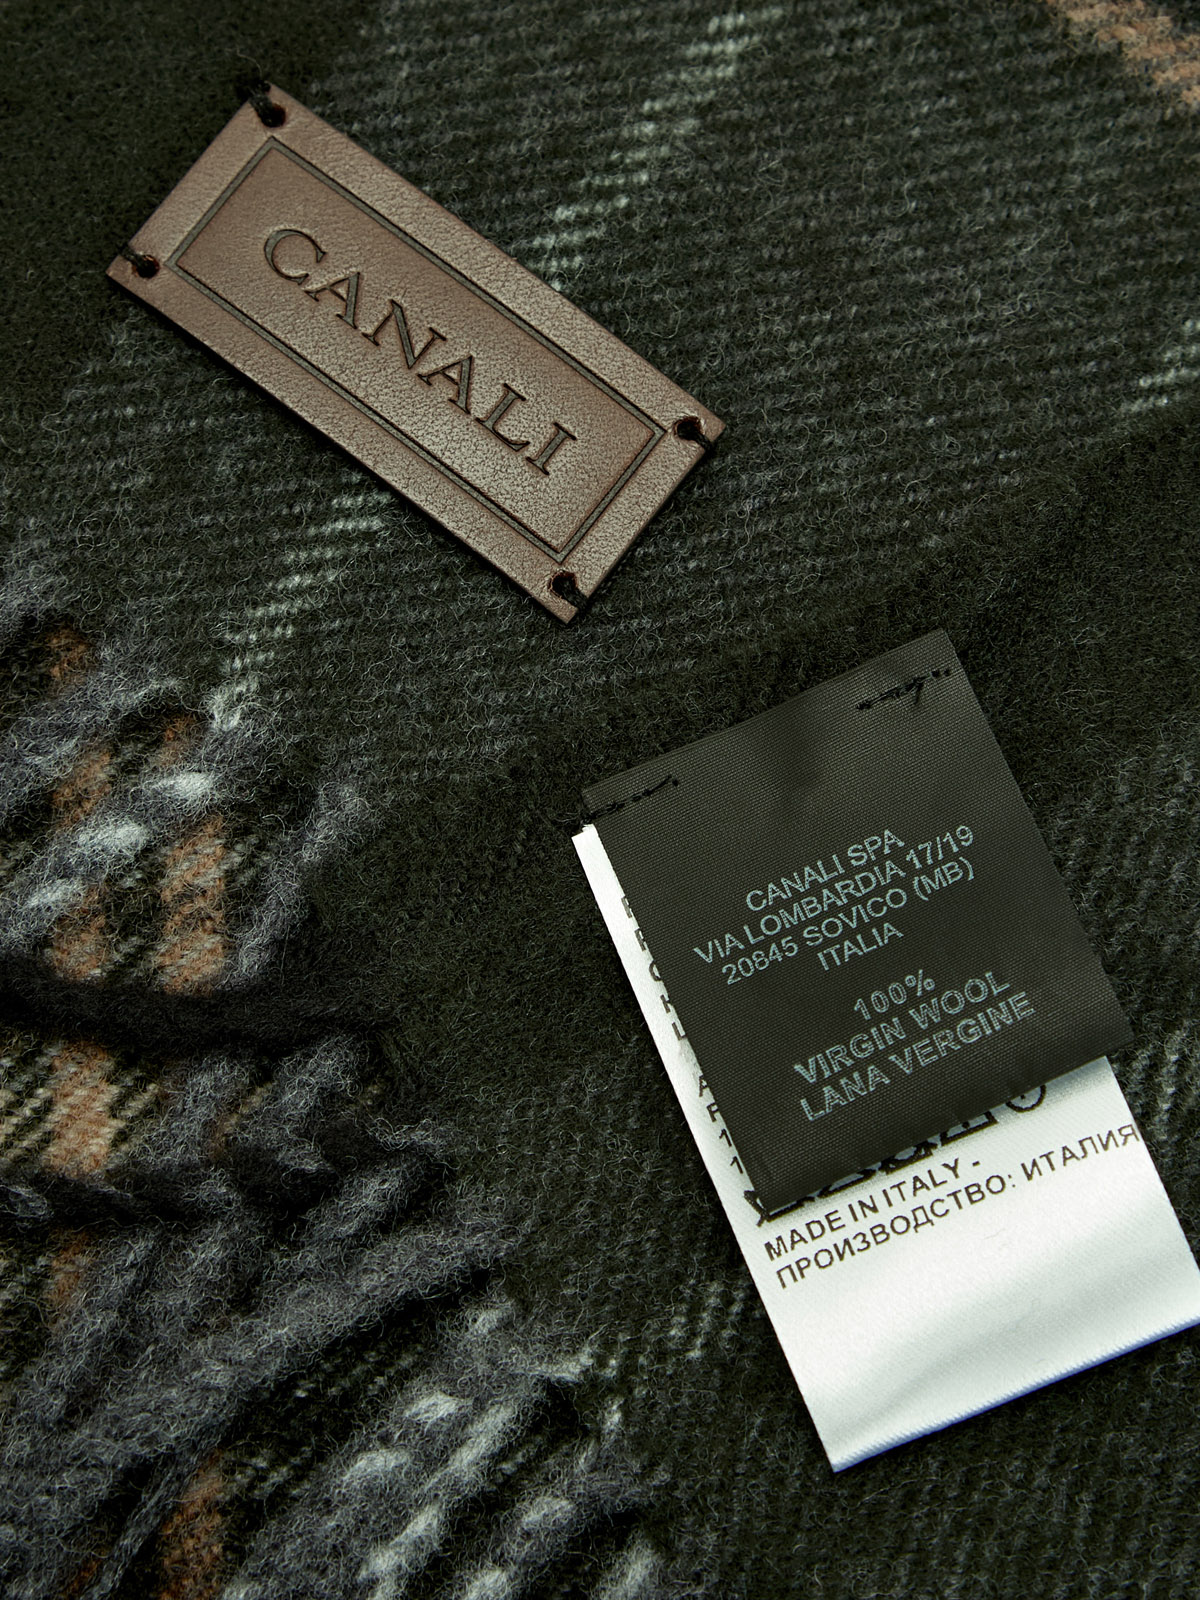 CANALI
CANALI SPA
VIA LOMBARDIA 17/19
20845 SOVICO (MB)
ITALIA
100%
VIRGIN WOOL
LANA VERGINE
MADE IN ITALY -
ПРОИЗВОДСТВО: ИТАЛИЯ